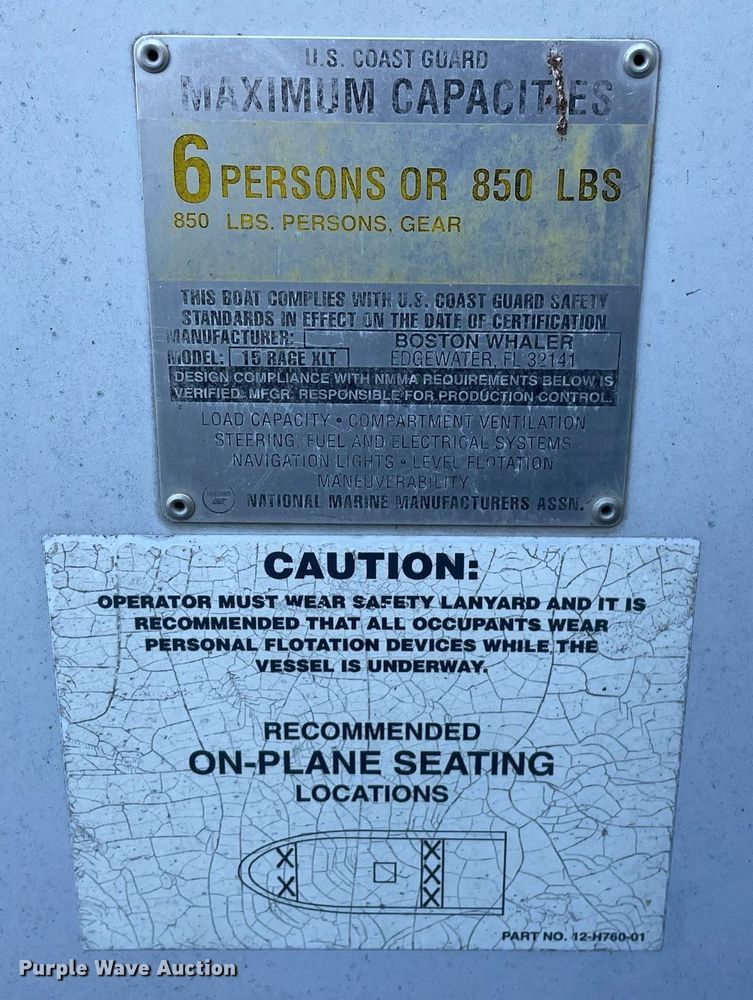 U.S. COAST GUARD
MAXIMUM CAPACITIES
6 PERSONS OR 850 LBS
850 LBS. PERSONS, GEAR
THIS BOAT COMPLIES WITH U.S. COAST GUARD SAFETY
STANDARDS IN EFFECT ON THE DATE OF CERTIFICATION
MANUFACTURER: BOSTON WHALER
MODEL: 15 RAGE XLT EDGEWATER, FL 32141
DESIGN COMPLIANCE WITH NMMA REQUIREMENTS BELOW IS
VERIFIED. MFGR. RESPONSIBLE FOR PRODUCTION CONTROL.
LOAD CAPACITY • COMPARTMENT VENTILATION
STEERING, FUEL AND ELECTRICAL SYSTEMS
NAVIGATION LIGHTS • LEVEL FLOTATION
MANEUVERABILITY
NATIONAL MARINE MANUFACTURERS ASSN.
CAUTION:
OPERATOR MUST WEAR SAFETY LANYARD AND IT IS
RECOMMENDED THAT ALL OCCUPANTS WEAR
PERSONAL FLOTATION DEVICES WHILE THE
VESSEL IS UNDERWAY.
RECOMMENDED
ON-PLANE SEATING
LOCATIONS
X X
X X
X
PART NO. 12-H760-01
Purple Wave Auction